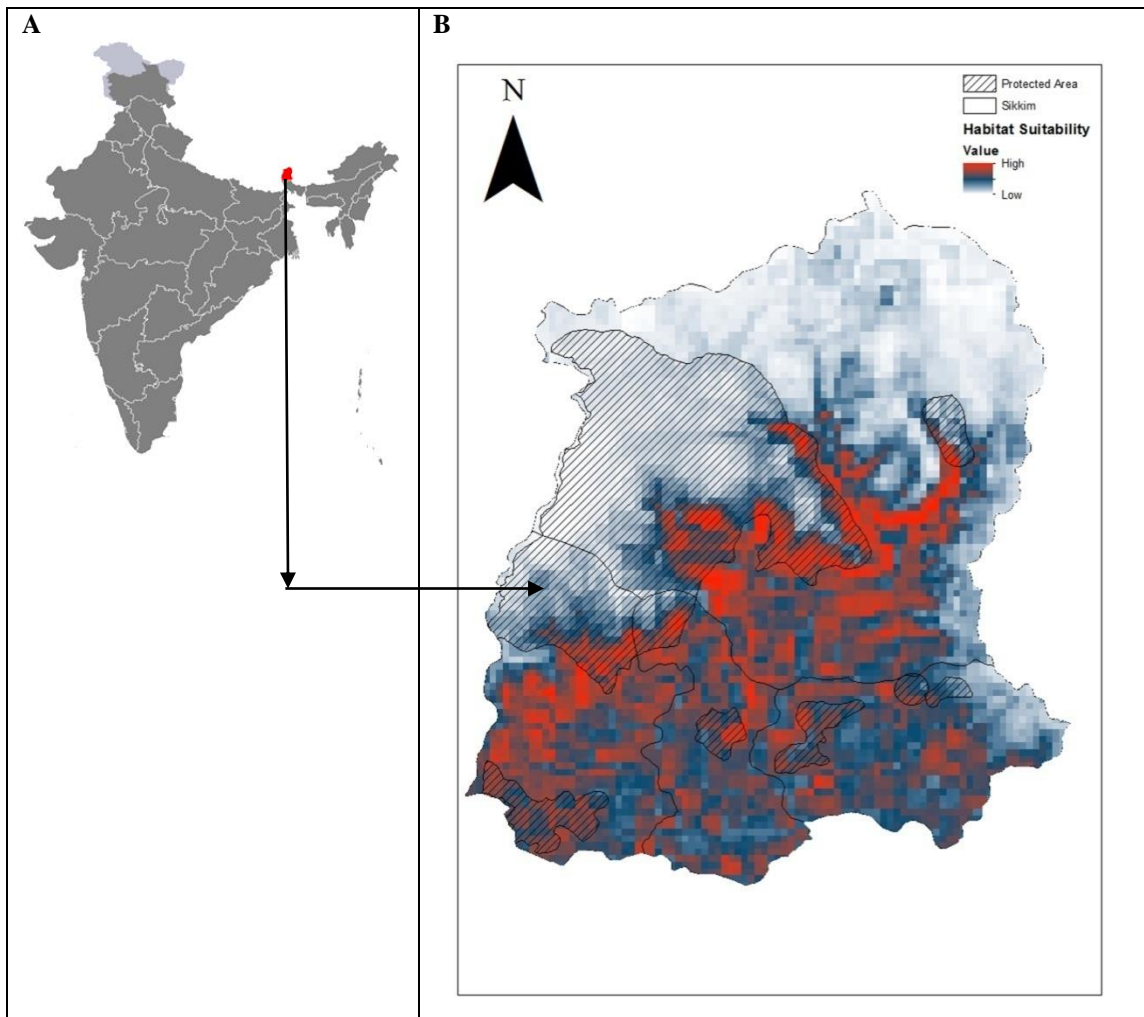 A
B
N
Protected Area
Sikkim
Habitat Suitability
Value
High
Low